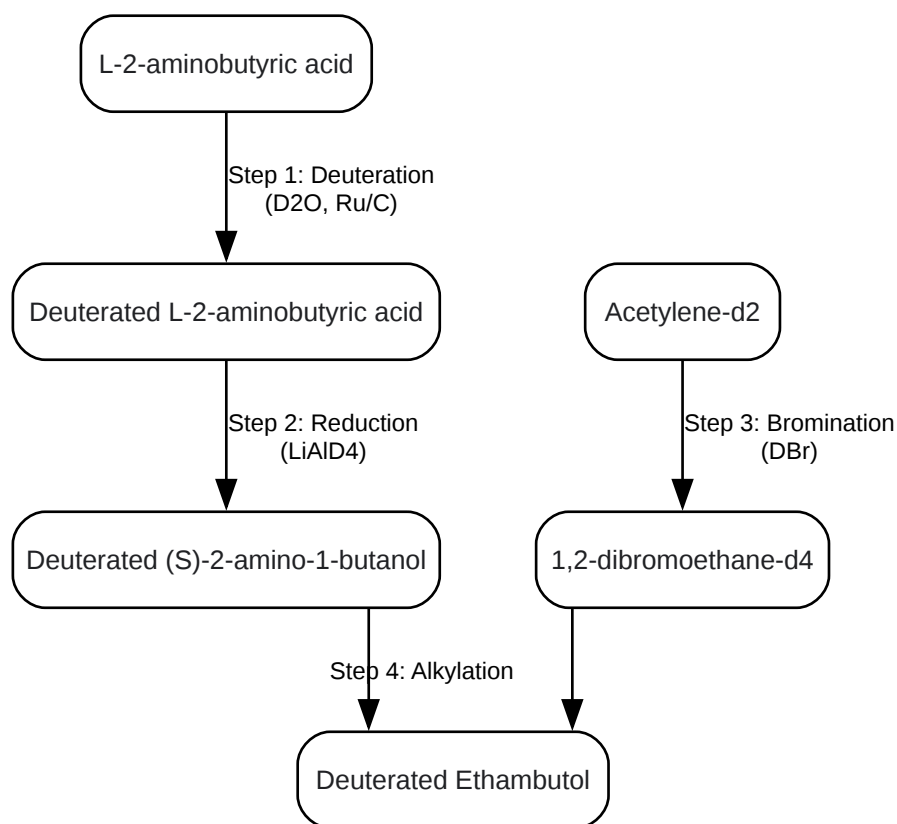 L-2-aminobutyric acid
Step 1: Deuteration
(D2O, Ru/C)
Deuterated L-2-aminobutyric acid
Acetylene-d2
Step 2: Reduction
(LiAlD4)
Step 3: Bromination
(DBr)
Deuterated (S)-2-amino-1-butanol
1,2-dibromoethane-d4
Step 4: Alkylation
Deuterated Ethambutol